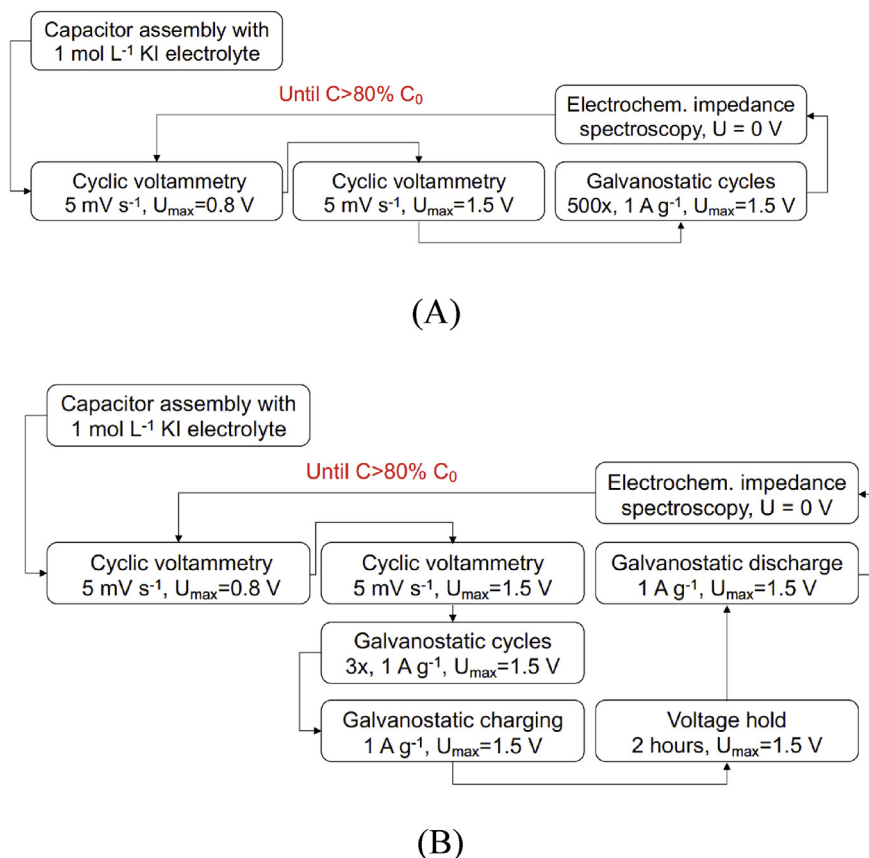 Capacitor assembly with
1 mol L⁻¹ KI electrolyte
Until C>80% C₀
Electrochem. impedance
spectroscopy, U = 0 V
Cyclic voltammetry
5 mV s⁻¹, Uₘₐₓ=0.8 V
Cyclic voltammetry
5 mV s⁻¹, Uₘₐₓ=1.5 V
Galvanostatic cycles
500x, 1 A g⁻¹, Uₘₐₓ=1.5 V
(A)
Capacitor assembly with
1 mol L⁻¹ KI electrolyte
Until C>80% C₀
Electrochem. impedance
spectroscopy, U = 0 V
Cyclic voltammetry
5 mV s⁻¹, Uₘₐₓ=0.8 V
Cyclic voltammetry
5 mV s⁻¹, Uₘₐₓ=1.5 V
Galvanostatic discharge
1 A g⁻¹, Uₘₐₓ=1.5 V
Galvanostatic cycles
3x, 1 A g⁻¹, Uₘₐₓ=1.5 V
Galvanostatic charging
1 A g⁻¹, Uₘₐₓ=1.5 V
Voltage hold
2 hours, Uₘₐₓ=1.5 V
(B)